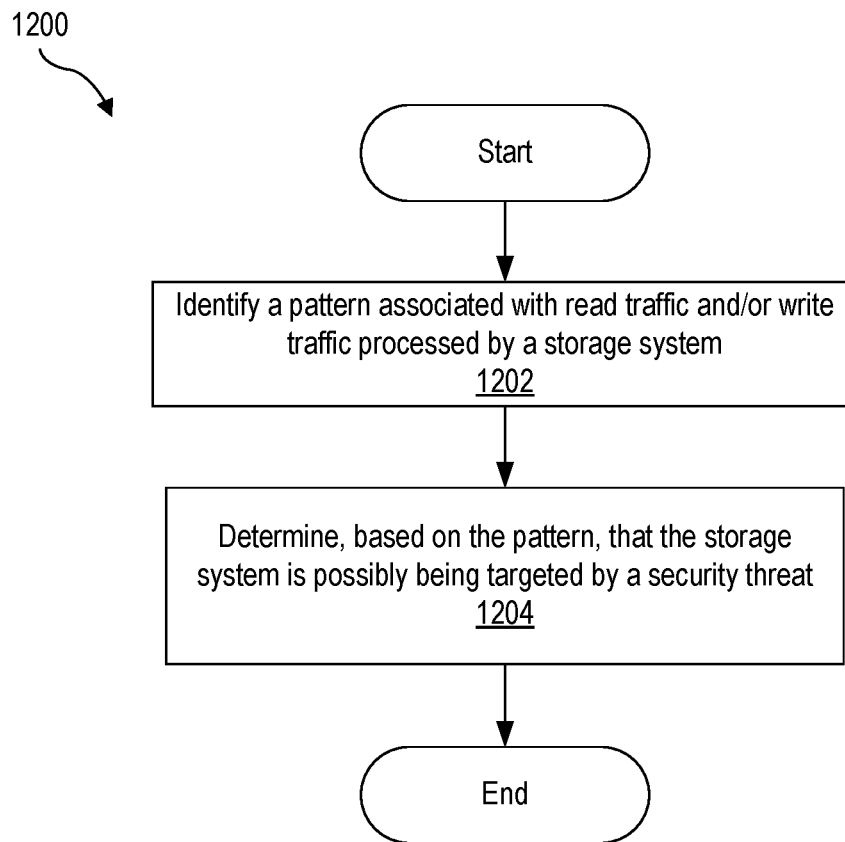 1200
Start
Identify a pattern associated with read traffic and/or write
traffic processed by a storage system
1202
Determine, based on the pattern, that the storage
system is possibly being targeted by a security threat
1204
End